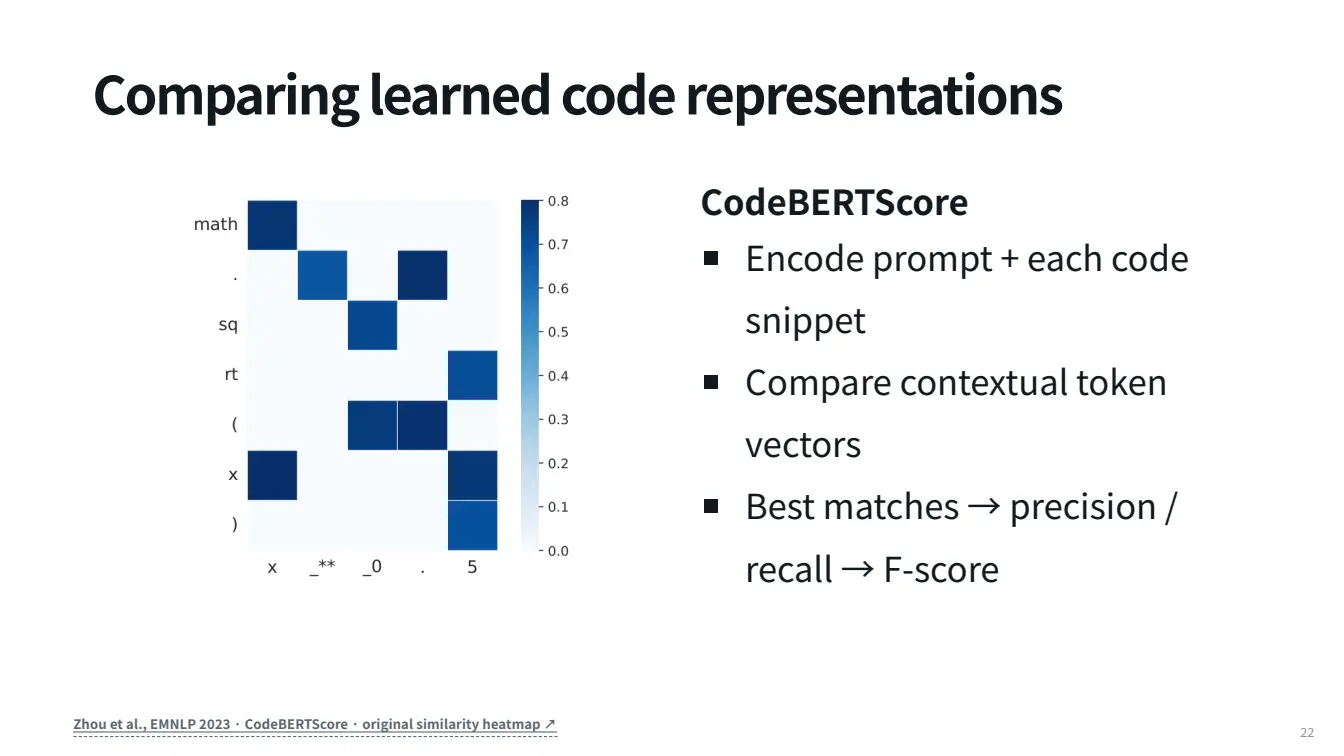 Comparing learned code representations
math
.
sq
rt
(
x
)
x _** _0 . 5
0.8
0.7
0.6
0.5
0.4
0.3
0.2
0.1
0.0
CodeBERTScore
▪ Encode prompt + each code
snippet
▪ Compare contextual token
vectors
▪ Best matches → precision /
recall → F-score
Zhou et al., EMNLP 2023 · CodeBERTScore · original similarity heatmap ↗
22